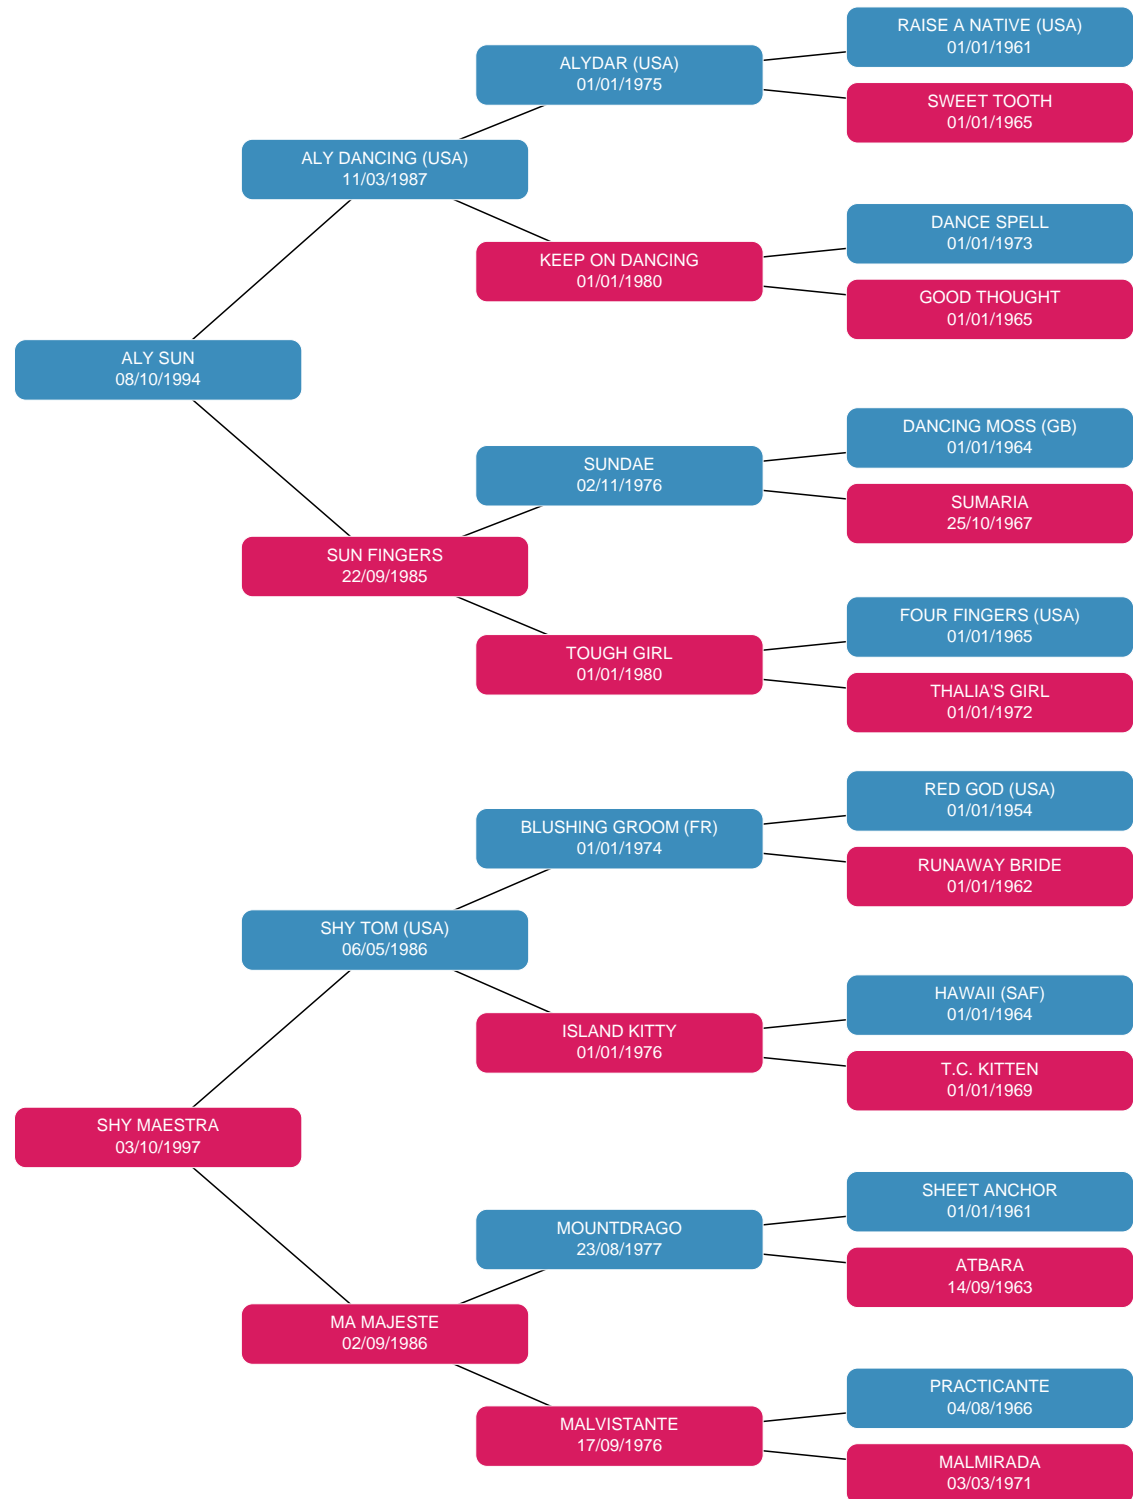 RAISE A NATIVE (USA)
01/01/1961
ALYDAR (USA)
01/01/1975
SWEET TOOTH
01/01/1965
ALY DANCING (USA)
11/03/1987
DANCE SPELL
01/01/1973
KEEP ON DANCING
01/01/1980
GOOD THOUGHT
01/01/1965
ALY SUN
08/10/1994
DANCING MOSS (GB)
01/01/1964
SUNDAE
02/11/1976
SUMARIA
25/10/1967
SUN FINGERS
22/09/1985
FOUR FINGERS (USA)
01/01/1965
TOUGH GIRL
01/01/1980
THALIA'S GIRL
01/01/1972
RED GOD (USA)
01/01/1954
BLUSHING GROOM (FR)
01/01/1974
RUNAWAY BRIDE
01/01/1962
SHY TOM (USA)
06/05/1986
HAWAII (SAF)
01/01/1964
ISLAND KITTY
01/01/1976
T.C. KITTEN
01/01/1969
SHY MAESTRA
03/10/1997
SHEET ANCHOR
01/01/1961
MOUNTDRAGO
23/08/1977
ATBARA
14/09/1963
MA MAJESTE
02/09/1986
PRACTICANTE
04/08/1966
MALVISTANTE
17/09/1976
MALMIRADA
03/03/1971